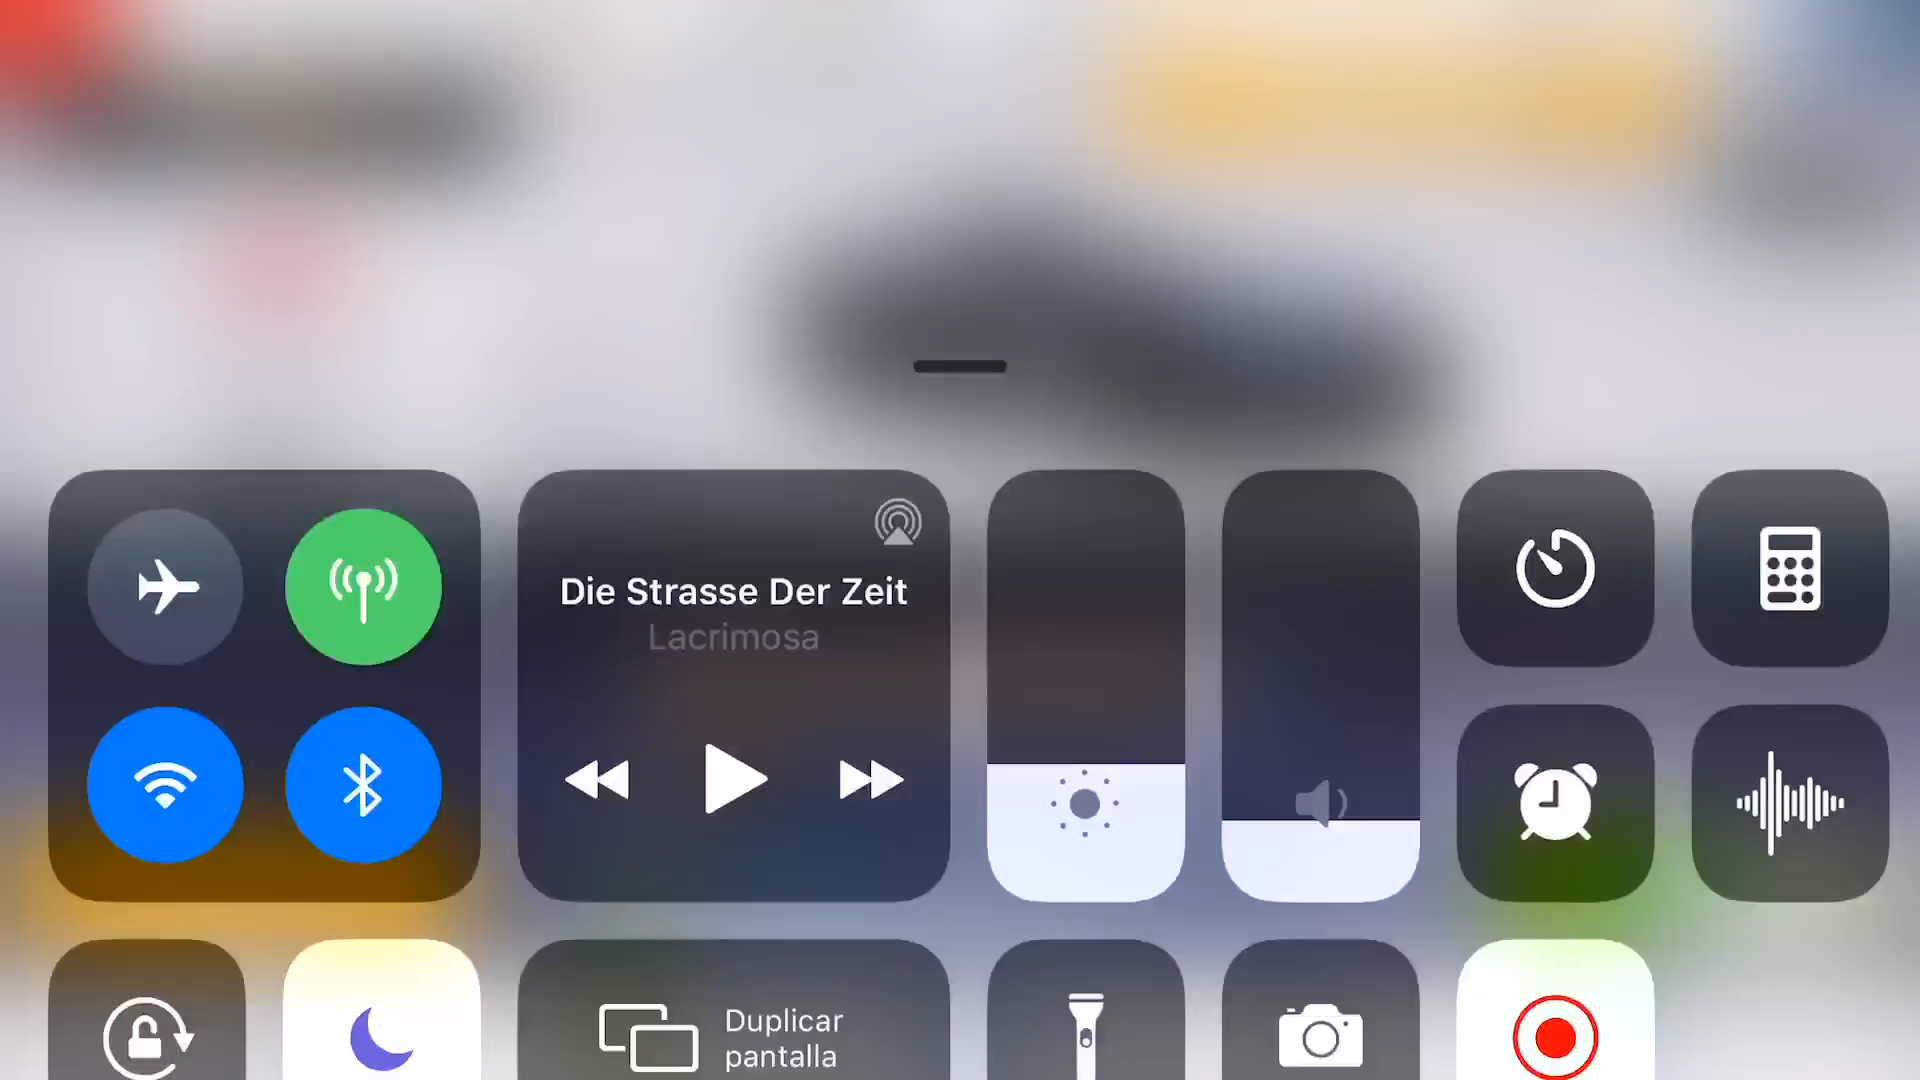 Die Strasse Der Zeit
Lacrimosa
Duplicar
pantalla